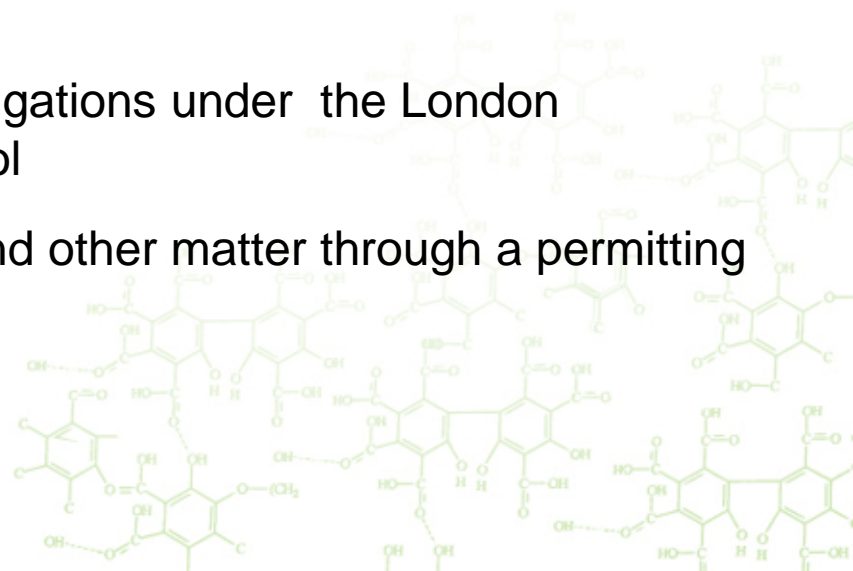 gations under the London
ol
nd other matter through a permitting